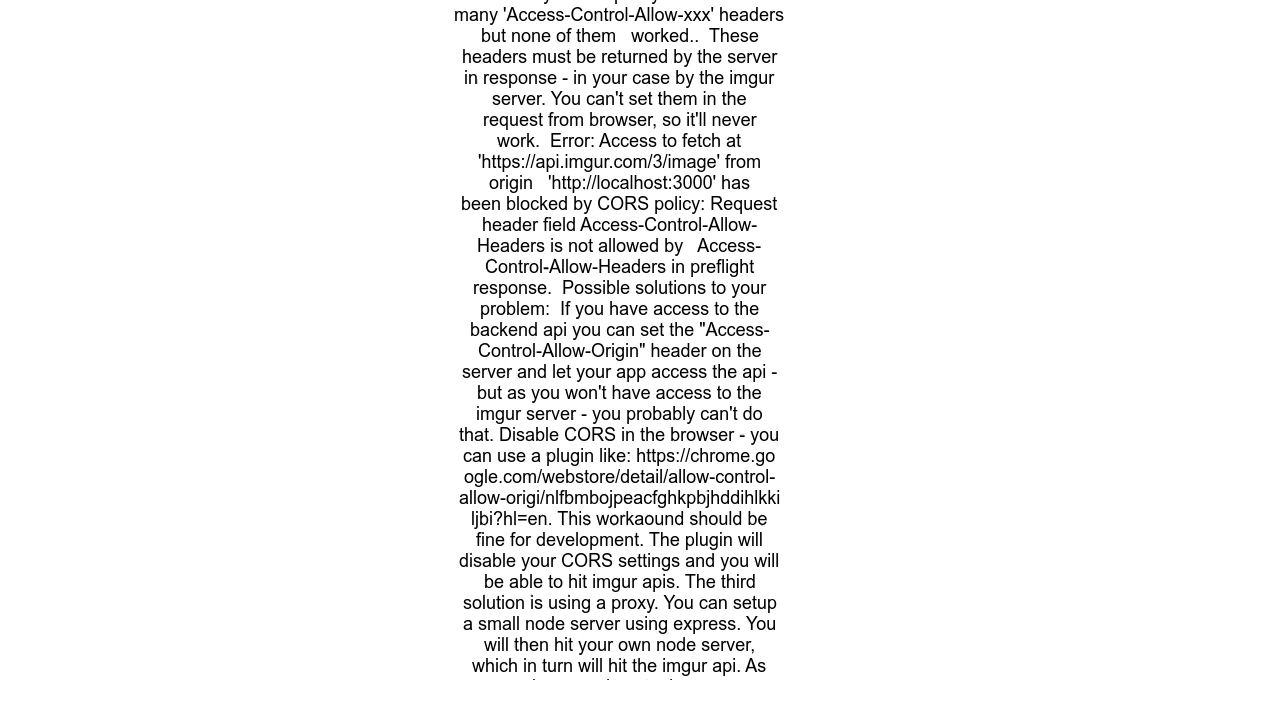 many 'Access-Control-Allow-xxx' headers
but none of them   worked..  These
headers must be returned by the server
in response - in your case by the imgur
server. You can't set them in the
request from browser, so it'll never
work.  Error: Access to fetch at
'https://api.imgur.com/3/image' from
origin   'http://localhost:3000' has
been blocked by CORS policy: Request
header field Access-Control-Allow-
Headers is not allowed by   Access-
Control-Allow-Headers in preflight
response.  Possible solutions to your
problem:  If you have access to the
backend api you can set the "Access-
Control-Allow-Origin" header on the
server and let your app access the api -
but as you won't have access to the
imgur server - you probably can't do
that. Disable CORS in the browser - you
can use a plugin like: https://chrome.go
ogle.com/webstore/detail/allow-control-
allow-origi/nlfbmbojpeacfghkpbjhddihlkki
ljbi?hl=en. This workaound should be
fine for development. The plugin will
disable your CORS settings and you will
be able to hit imgur apis. The third
solution is using a proxy. You can setup
a small node server using express. You
will then hit your own node server,
which in turn will hit the imgur api. As